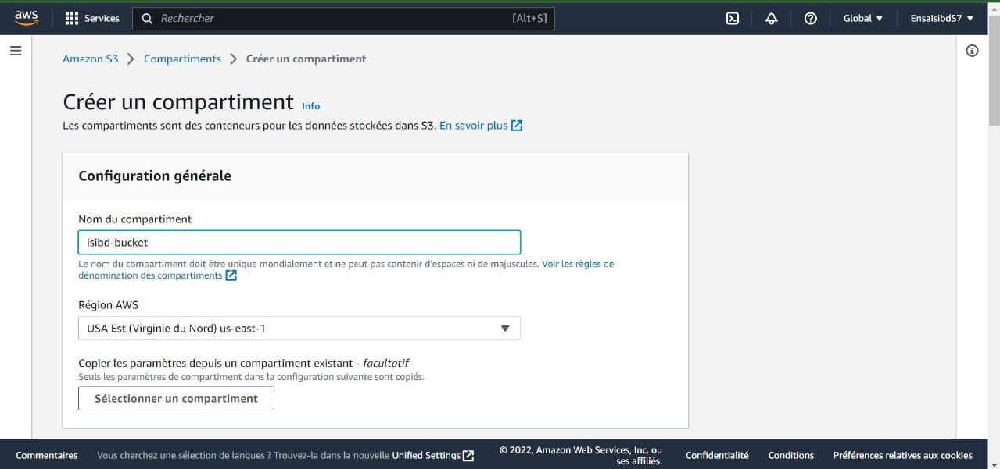 aws
Services
Rechercher
[Alt+S]
Global
EnsaIsibdS7
Amazon S3
Compartiments
Créer un compartiment
Créer un compartiment Info
Les compartiments sont des conteneurs pour les données stockées dans S3. En savoir plus
Configuration générale
Nom du compartiment
isibd-bucket
Le nom du compartiment doit être unique mondialement et ne peut pas contenir d'espaces ni de majuscules. Voir les règles de
dénomination des compartiments
Région AWS
USA Est (Virginie du Nord) us-east-1
Copier les paramètres depuis un compartiment existant - facultatif
Seuls les paramètres de compartiment dans la configuration suivante sont copiés.
Sélectionner un compartiment
Commentaires
Vous cherchez une sélection de langues ? Trouvez-la dans la nouvelle Unified Settings
© 2022, Amazon Web Services, Inc. ou
ses affiliés.
Confidentialité
Conditions
Préférences relatives aux cookies